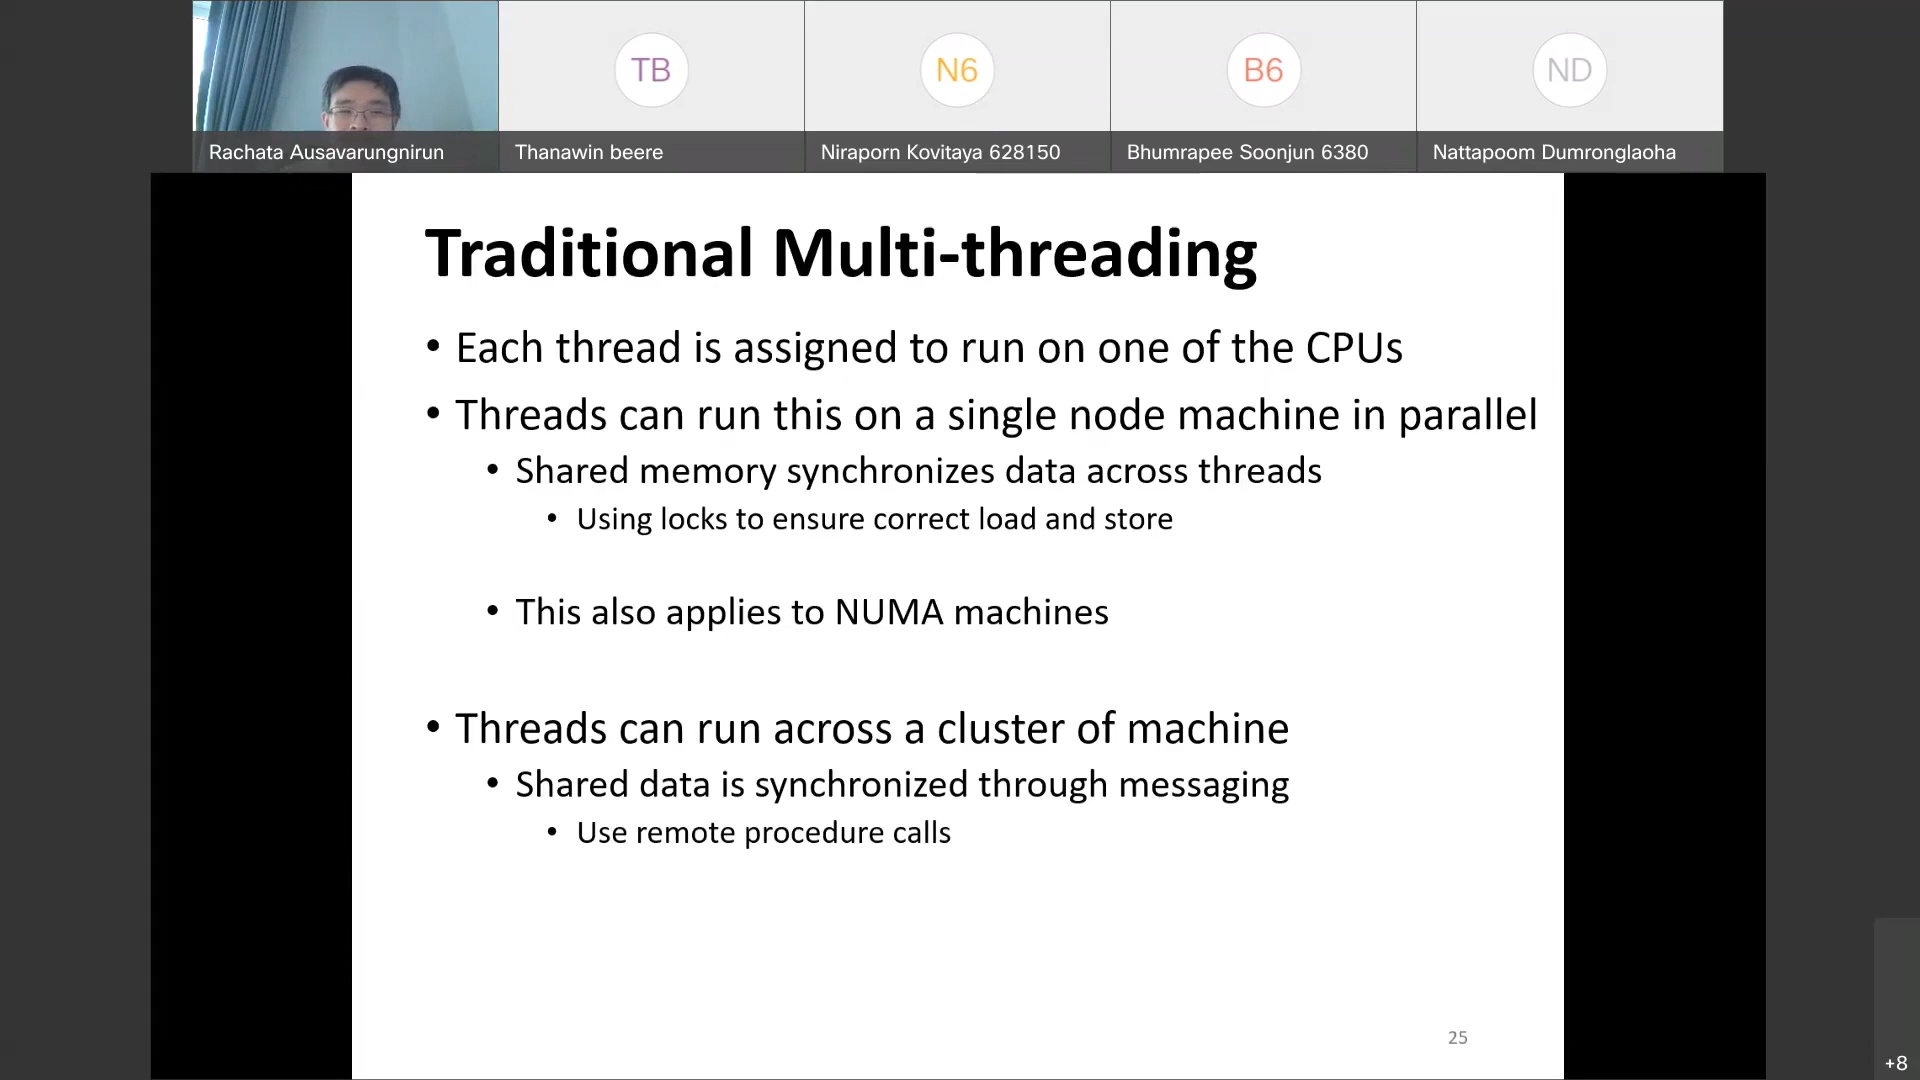 TB
N6
B6
ND
Rachata Ausavarungnirun
Thanawin beere
Niraporn Kovitaya 628150
Bhumrapee Soonjun 6380
Nattapoom Dumronglaoha
Traditional Multi-threading
• Each thread is assigned to run on one of the CPUs
• Threads can run this on a single node machine in parallel
• Shared memory synchronizes data across threads
• Using locks to ensure correct load and store
• This also applies to NUMA machines
• Threads can run across a cluster of machine
• Shared data is synchronized through messaging
• Use remote procedure calls
25
+8